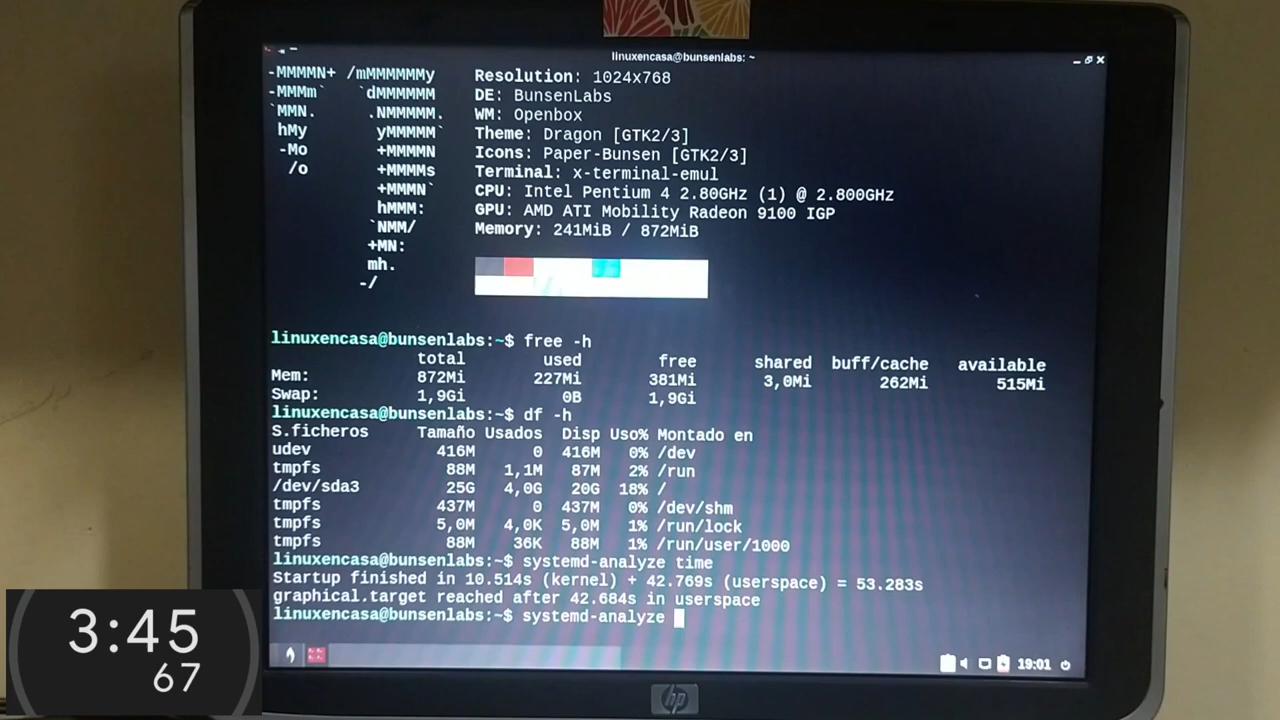 linuxencasa@bunsenlabs: ~
-MMMMN+ /mMMMMMMy Resolution: 1024x768
-MMMm` `dMMMMMM DE: BunsenLabs
`MMN. .NMMMMM. WM: Openbox
hMy yMMMMM` Theme: Dragon [GTK2/3]
-Mo +MMMMN Icons: Paper-Bunsen [GTK2/3]
/o +MMMMs Terminal: x-terminal-emul
+MMMN` CPU: Intel Pentium 4 2.80GHz (1) @ 2.800GHz
hMMM: GPU: AMD ATI Mobility Radeon 9100 IGP
`NMM/ Memory: 241MiB / 872MiB
+MN:
mh.
-/
linuxencasa@bunsenlabs:~$ free -h
total used free shared buff/cache available
Mem: 872Mi 227Mi 381Mi 3,0Mi 262Mi 515Mi
Swap: 1,9Gi 0B 1,9Gi
linuxencasa@bunsenlabs:~$ df -h
S.ficheros Tamaño Usados Disp Uso% Montado en
udev 416M 0 416M 0% /dev
tmpfs 88M 1,1M 87M 2% /run
/dev/sda3 25G 4,0G 20G 18% /
tmpfs 437M 0 437M 0% /dev/shm
tmpfs 5,0M 4,0K 5,0M 1% /run/lock
tmpfs 88M 36K 88M 1% /run/user/1000
linuxencasa@bunsenlabs:~$ systemd-analyze time
Startup finished in 10.514s (kernel) + 42.769s (userspace) = 53.283s
graphical.target reached after 42.684s in userspace
linuxencasa@bunsenlabs:~$ systemd-analyze
19:01
hp
3:45
67